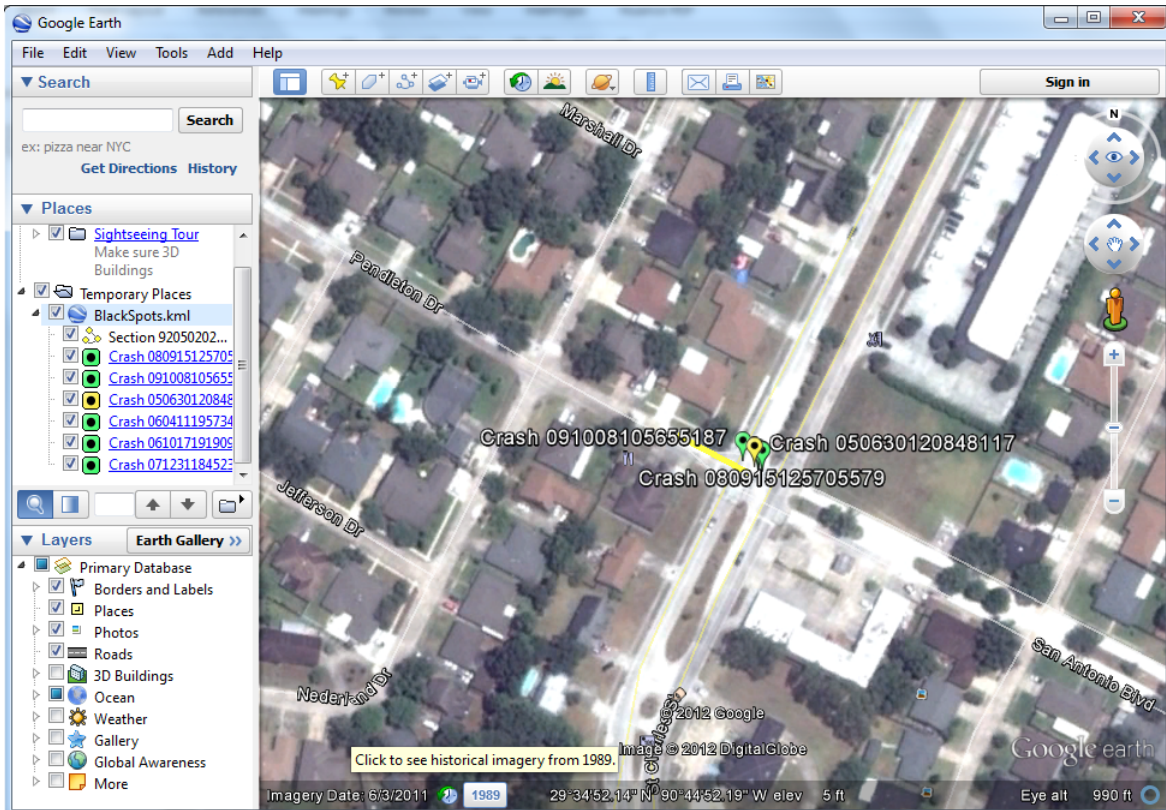 Google Earth
File Edit View Tools Add Help
Search
Search
ex: pizza near NYC
Get Directions History
Places
Sightseeing Tour
Make sure 3D
Buildings
Temporary Places
BlackSpots.kml
Section 92050202...
Crash 080915125705
Crash 091008105655
Crash 050630120848
Crash 060411195734
Crash 061017191909
Crash 071231184523
Layers
Earth Gallery >>
Primary Database
Borders and Labels
Places
Photos
Roads
3D Buildings
Ocean
Weather
Gallery
Global Awareness
More
Sign in
N
Marshall Dr
Pendleton Dr
Crash 091008105655187
Crash 050630120848117
Crash 080915125705579
Jefferson Dr
San Antonio Blvd
Nederland Dr
St Charles St
© 2012 Google
Image © 2012 DigitalGlobe
Google earth
Click to see historical imagery from 1989.
Imagery Date: 6/3/2011 1989 29°34'52.14" N 90°44'52.19" W elev 5 ft Eye alt 990 ft